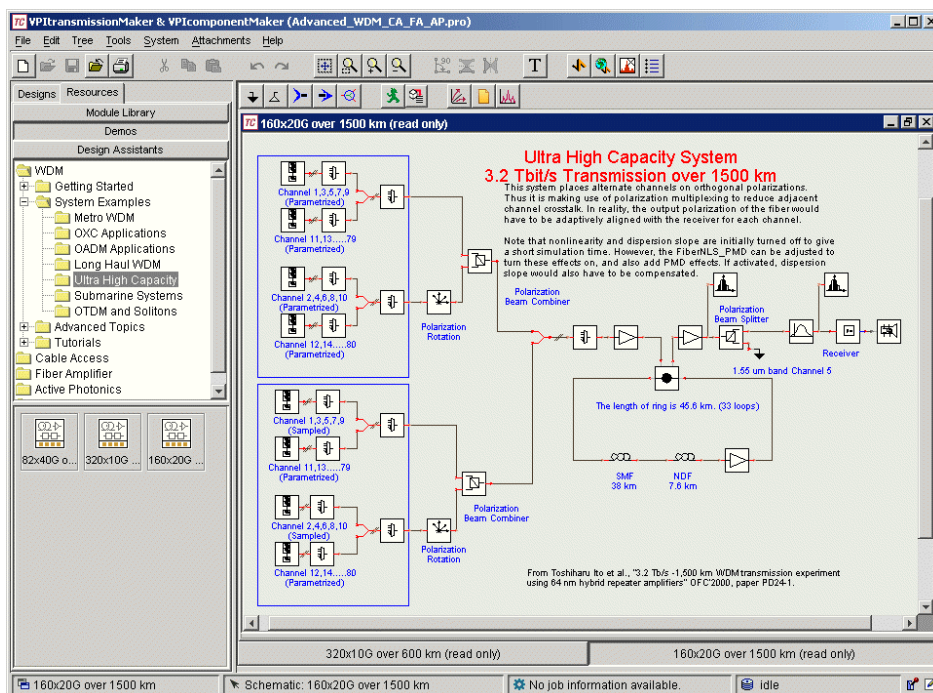 VPItransmissionMaker & VPIcomponentMaker (Advanced_WDM_CA_FA_AP.pro)
File Edit Tree Tools System Attachments Help
Designs Resources
Module Library
Demos
Design Assistants
WDM
Getting Started
System Examples
Metro WDM
OXC Applications
OADM Applications
Long Haul WDM
Ultra High Capacity
Submarine Systems
OTDM and Solitons
Advanced Topics
Tutorials
Cable Access
Fiber Amplifier
Active Photonics
82x40G o...
320x10G ...
160x20G ...
160x20G over 1500 km (read only)
Ultra High Capacity System
3.2 Tbit/s Transmission over 1500 km
This system places alternate channels on orthogonal polarizations.
Thus it is making use of polarization multiplexing to reduce adjacent
channel crosstalk. In reality, the output polarization of the fiber would
have to be adaptively aligned with the receiver for each channel.
Note that nonlinearity and dispersion slope are initially turned off to give
a short simulation time. However, the FiberNLS_PMD can be adjusted to
turn these effects on, and also add PMD effects. If activated, dispersion
slope would also have to be compensated.
Channel 1,3,5,7,9
(Parametrized)
Channel 11,13.....79
(Parametrized)
Channel 2,4,6,8,10
(Parametrized)
Channel 12,14.....80
(Parametrized)
Polarization
Rotation
Polarization
Beam Combiner
Polarization
Beam Splitter
Receiver
1.55 um band Channel 5
The length of ring is 45.6 km. (33 loops)
SMF
38 km
NDF
7.6 km
Channel 1,3,5,7,9
(Sampled)
Channel 11,13....79
(Parametrized)
Channel 2,4,6,8,10
(Sampled)
Channel 12,14.....80
(Parametrized)
Polarization
Rotation
Polarization
Beam Combiner
From Toshiharu Ito et al., "3.2 Tb/s -1,500 km WDM transmission experiment
using 64 nm hybrid repeater amplifiers" OFC'2000, paper PD24-1.
320x10G over 600 km (read only)
160x20G over 1500 km (read only)
160x20G over 1500 km
Schematic: 160x20G over 1500 km
No job information available.
idle